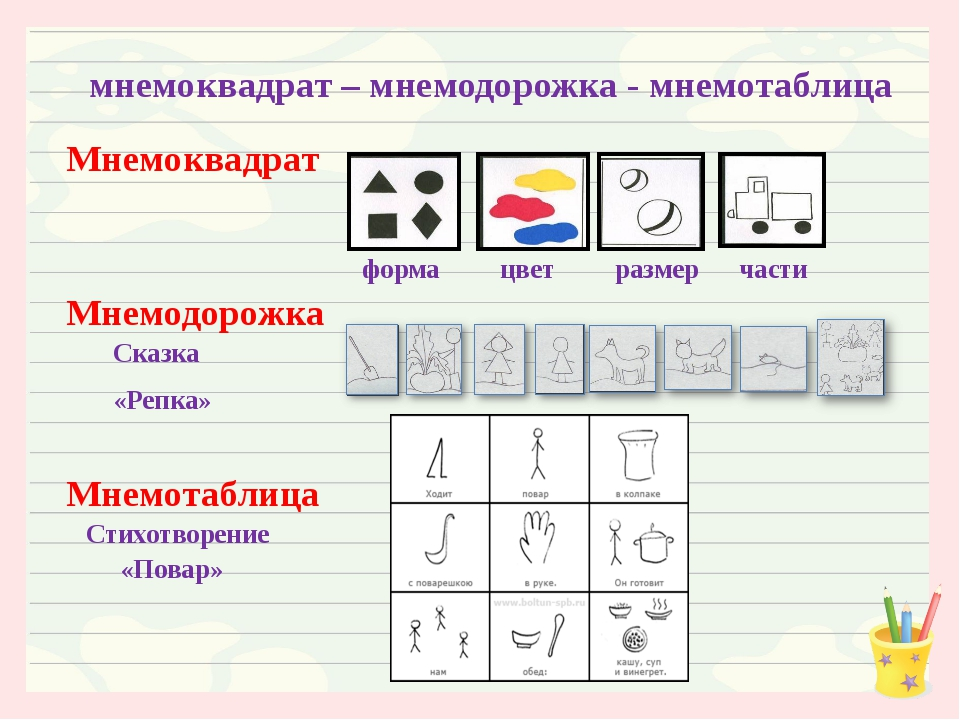 мнемоквадрат – мнемодорожка - мнемотаблица
Мнемоквадрат
форма цвет размер части
Мнемодорожка
Сказка
«Репка»
Мнемотаблица
Стихотворение
«Повар»
Ходит повар в колпаке
с поварешкою в руке. Он готовит
www.boltun-spb.ru
нам обед: кашу, суп
и винегрет.